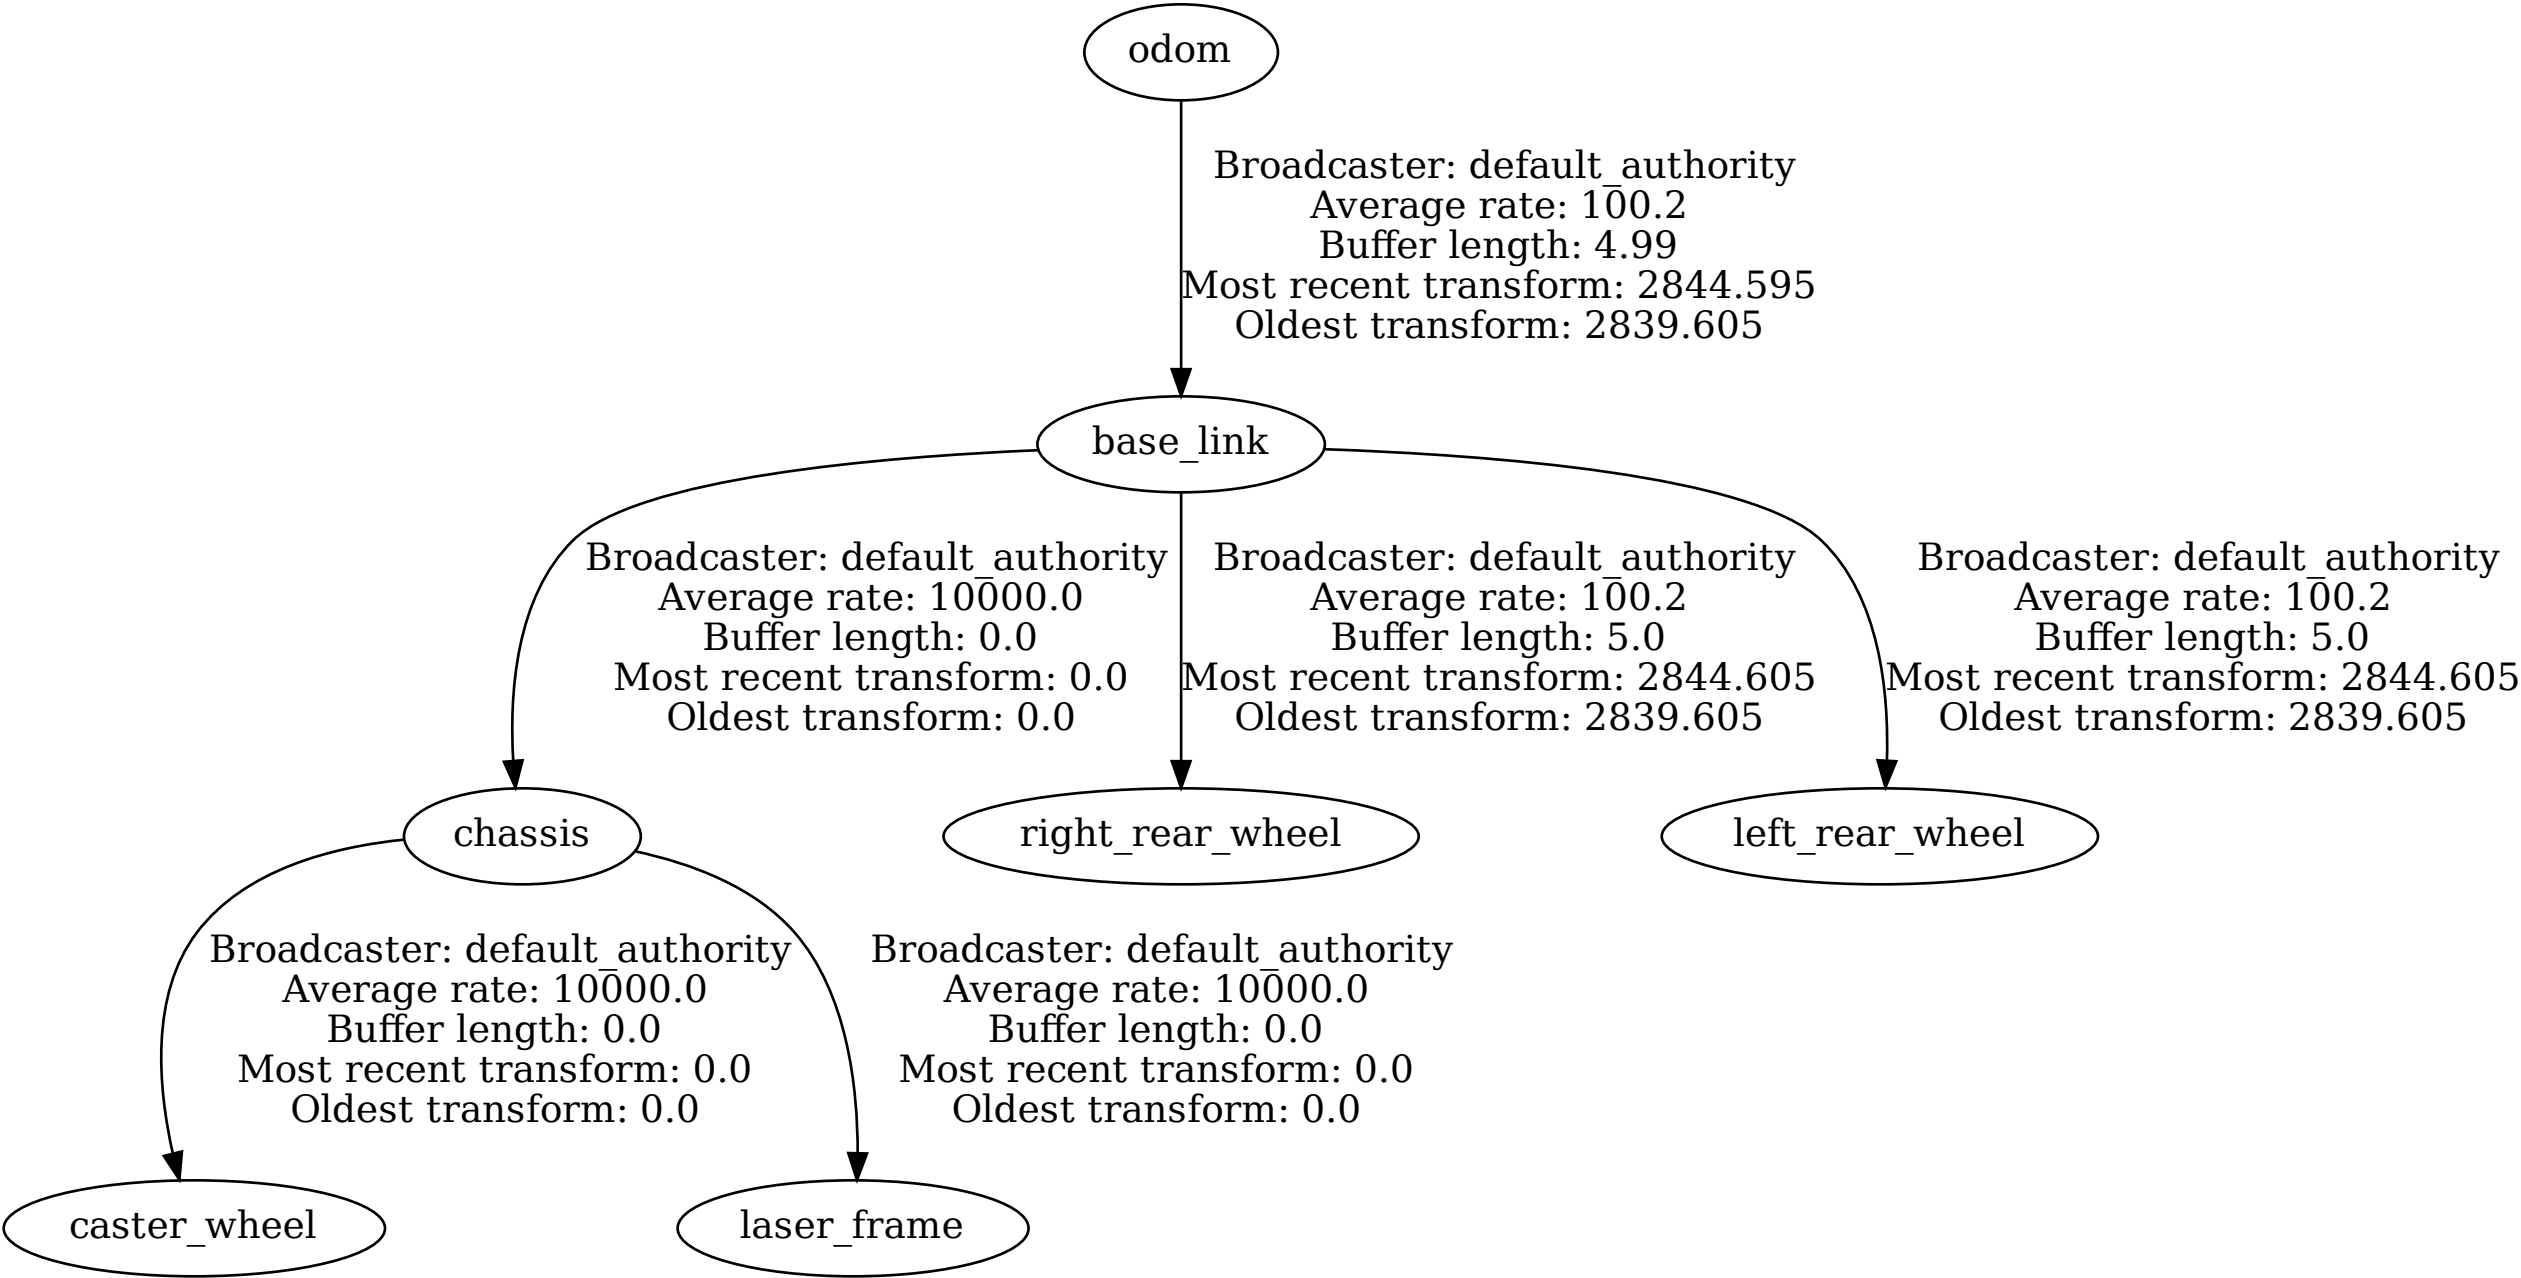 odom
Broadcaster: default_authority
Average rate: 100.2
Buffer length: 4.99
Most recent transform: 2844.595
Oldest transform: 2839.605
base_link
Broadcaster: default_authority
Average rate: 10000.0
Buffer length: 0.0
Most recent transform: 0.0
Oldest transform: 0.0
Broadcaster: default_authority
Average rate: 100.2
Buffer length: 5.0
Most recent transform: 2844.605
Oldest transform: 2839.605
Broadcaster: default_authority
Average rate: 100.2
Buffer length: 5.0
Most recent transform: 2844.605
Oldest transform: 2839.605
chassis
right_rear_wheel
left_rear_wheel
Broadcaster: default_authority
Average rate: 10000.0
Buffer length: 0.0
Most recent transform: 0.0
Oldest transform: 0.0
Broadcaster: default_authority
Average rate: 10000.0
Buffer length: 0.0
Most recent transform: 0.0
Oldest transform: 0.0
caster_wheel
laser_frame